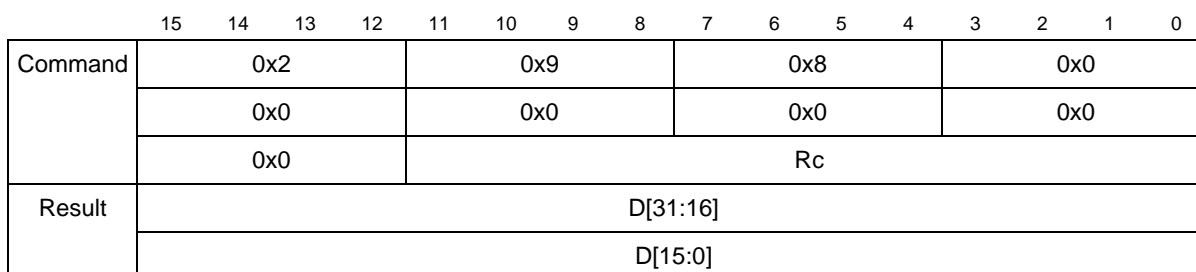 15 14 13 12 11 10 9 8 7 6 5 4 3 2 1 0
Command 0x2 0x9 0x8 0x0
0x0 0x0 0x0 0x0
0x0 Rc
Result D[31:16]
D[15:0]